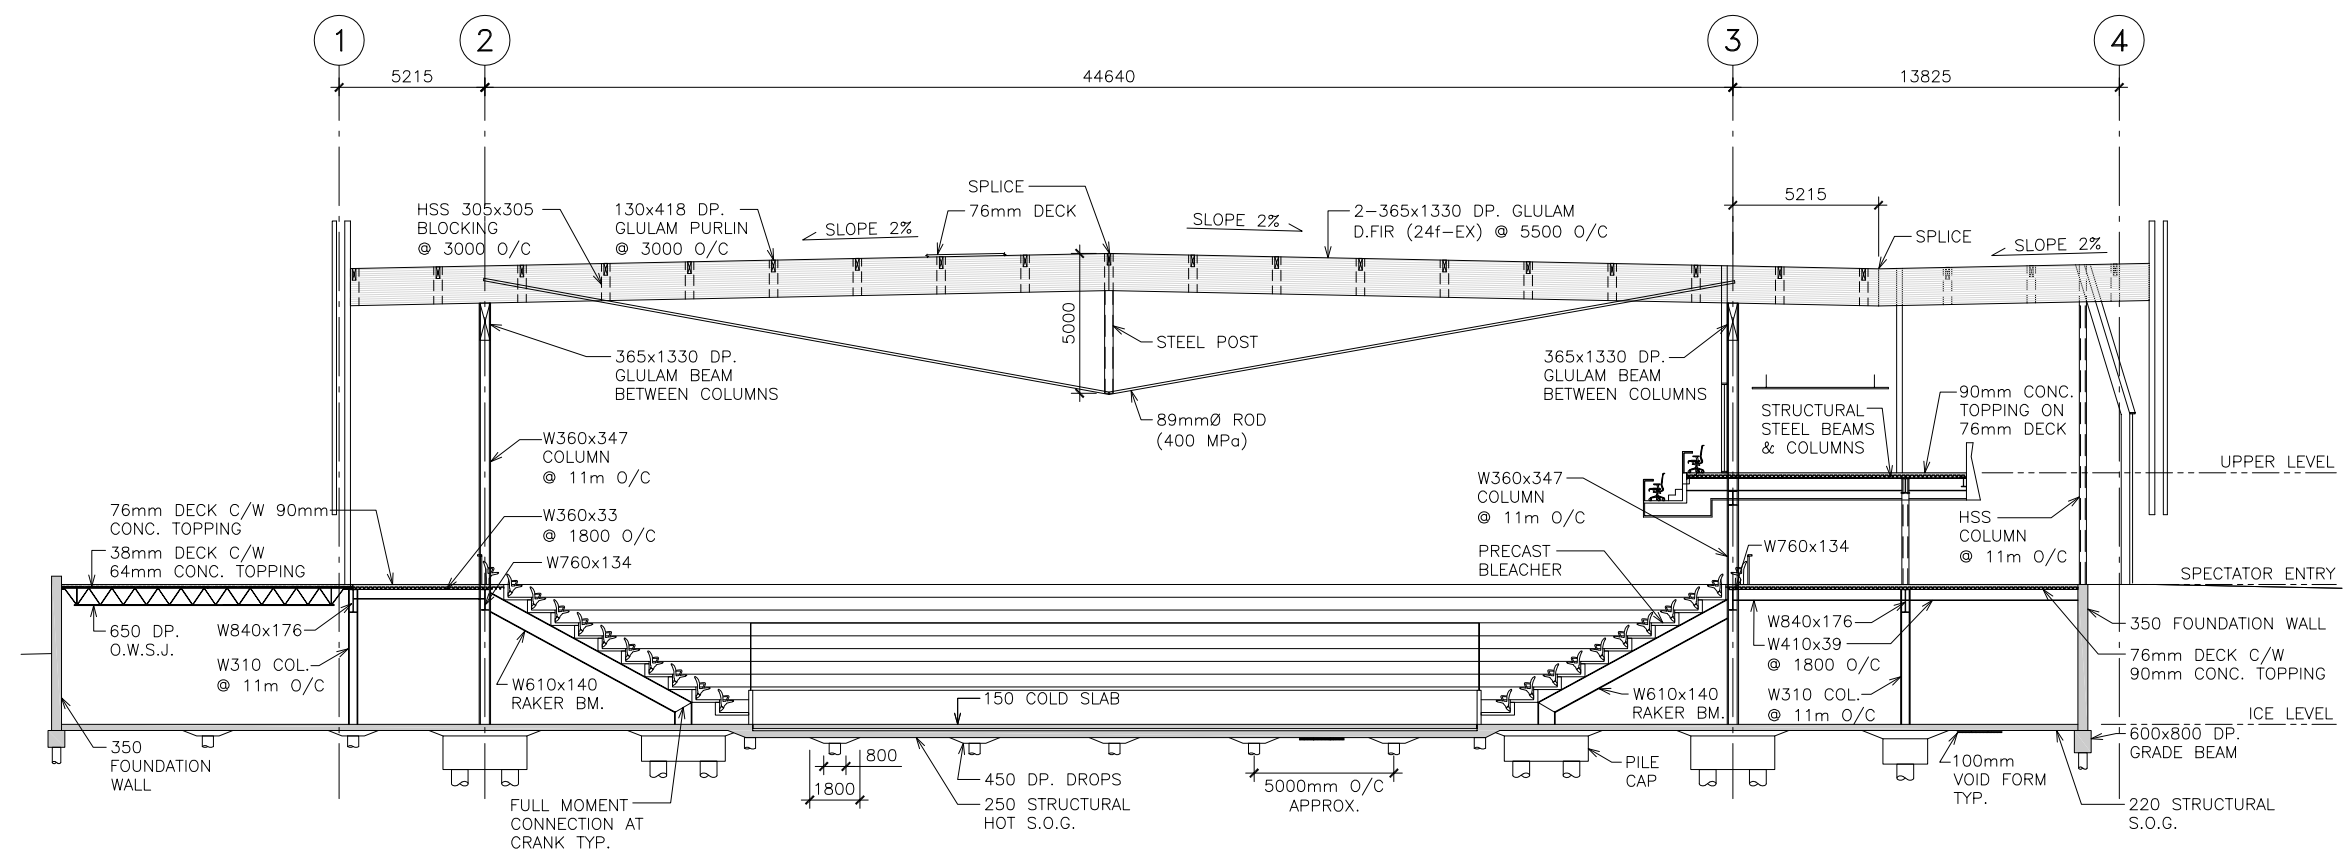 1
2
3
4
5215
44640
13825
SPLICE
76mm DECK
HSS 305x305
BLOCKING
@ 3000 O/C
130x418 DP.
GLULAM PURLIN
@ 3000 O/C
SLOPE 2%
SLOPE 2%
2-365x1330 DP. GLULAM
D.FIR (24f-EX) @ 5500 O/C
5215
SPLICE
SLOPE 2%
5000
STEEL POST
365x1330 DP.
GLULAM BEAM
BETWEEN COLUMNS
365x1330 DP.
GLULAM BEAM
BETWEEN COLUMNS
89mmØ ROD
(400 MPa)
STRUCTURAL
STEEL BEAMS
& COLUMNS
90mm CONC.
TOPPING ON
76mm DECK
W360x347
COLUMN
@ 11m O/C
UPPER LEVEL
W360x347
COLUMN
@ 11m O/C
76mm DECK C/W 90mm
CONC. TOPPING
W360x33
@ 1800 O/C
HSS
COLUMN
@ 11m O/C
38mm DECK C/W
64mm CONC. TOPPING
W760x134
PRECAST
BLEACHER
W760x134
SPECTATOR ENTRY
650 DP.
O.W.S.J.
W840x176
W310 COL.
@ 11m O/C
W840x176
W410x39
@ 1800 O/C
350 FOUNDATION WALL
76mm DECK C/W
90mm CONC. TOPPING
W610x140
RAKER BM.
150 COLD SLAB
W610x140
RAKER BM.
W310 COL.
@ 11m O/C
ICE LEVEL
350
FOUNDATION
WALL
800
1800
450 DP. DROPS
250 STRUCTURAL
HOT S.O.G.
5000mm O/C
APPROX.
PILE
CAP
100mm
VOID FORM
TYP.
600x800 DP.
GRADE BEAM
FULL MOMENT
CONNECTION AT
CRANK TYP.
220 STRUCTURAL
S.O.G.